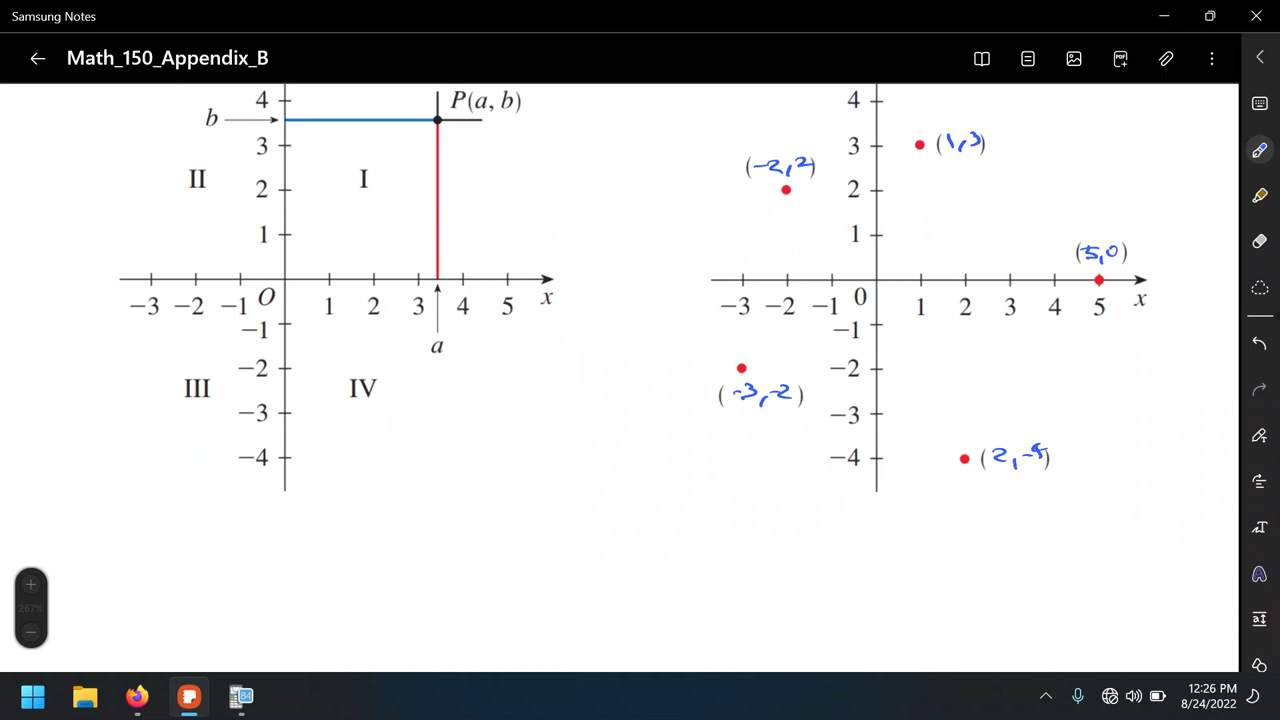 Samsung Notes
Math_150_Appendix_B
4
P(a, b)
b
3
II
I
2
1
−3 −2 −1 O 1 2 3 4 5 x
−1
a
−2
III
IV
−3
−4
4
3
(1,3)
(-2,2)
2
1
(5,0)
−3 −2 −1 0 1 2 3 4 5 x
−1
−2
(-3,-2)
−3
−4
(2,-4)
267%
84
12:26 PM
8/24/2022